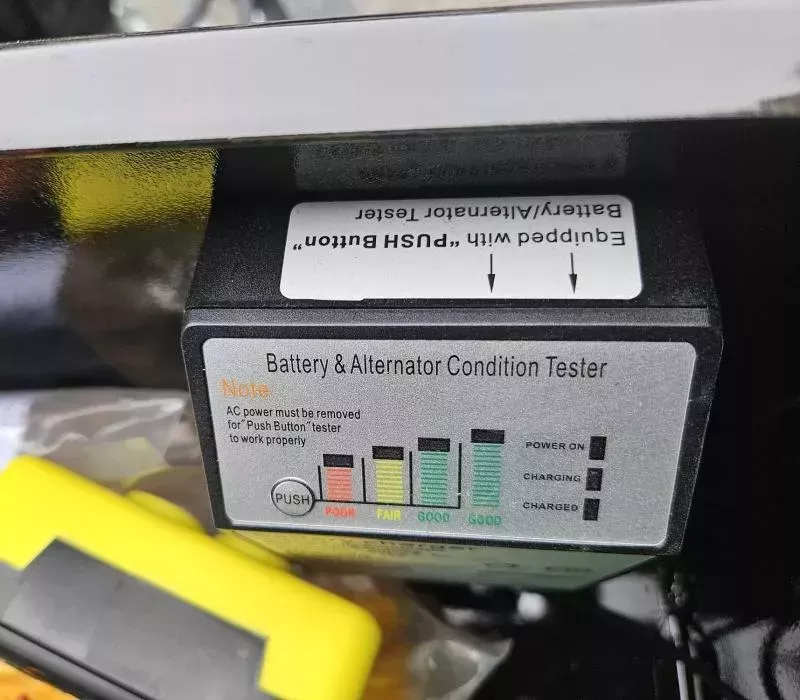 Equipped with "PUSH Button"
Battery/Alternator Tester
Battery & Alternator Condition Tester
Note
AC power must be removed
for "Push Button" tester
to work properly
PUSH
POOR
FAIR
GOOD
GOOD
POWER ON
CHARGING
CHARGED